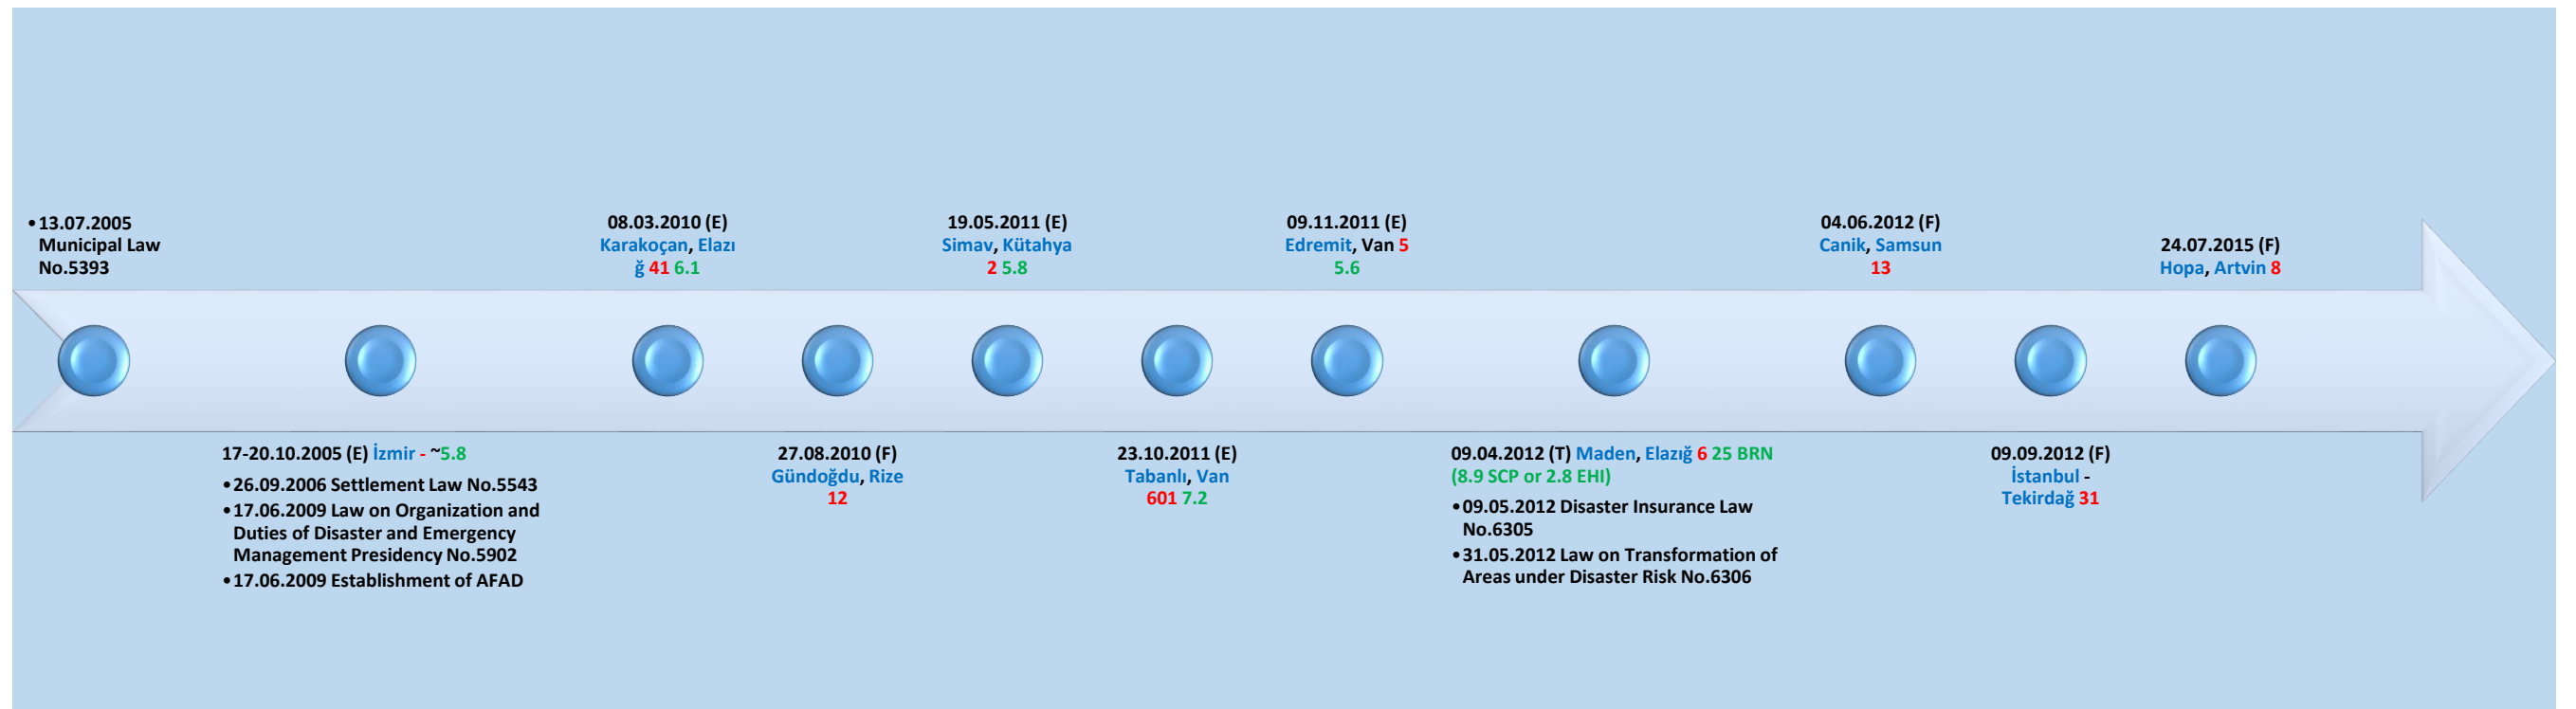 •13.07.2005
Municipal Law
No.5393
17-20.10.2005 (E) İzmir - ~5.8
•26.09.2006 Settlement Law No.5543
•17.06.2009 Law on Organization and
Duties of Disaster and Emergency
Management Presidency No.5902
•17.06.2009 Establishment of AFAD
08.03.2010 (E)
Karakoçan, Elazı
ğ 41 6.1
27.08.2010 (F)
Gündoğdu, Rize
12
19.05.2011 (E)
Simav, Kütahya
2 5.8
23.10.2011 (E)
Tabanlı, Van
601 7.2
09.11.2011 (E)
Edremit, Van 5
5.6
09.04.2012 (T) Maden, Elazığ 6 25 BRN
(8.9 SCP or 2.8 EHI)
•09.05.2012 Disaster Insurance Law
No.6305
•31.05.2012 Law on Transformation of
Areas under Disaster Risk No.6306
04.06.2012 (F)
Canik, Samsun
13
09.09.2012 (F)
İstanbul -
Tekirdağ 31
24.07.2015 (F)
Hopa, Artvin 8